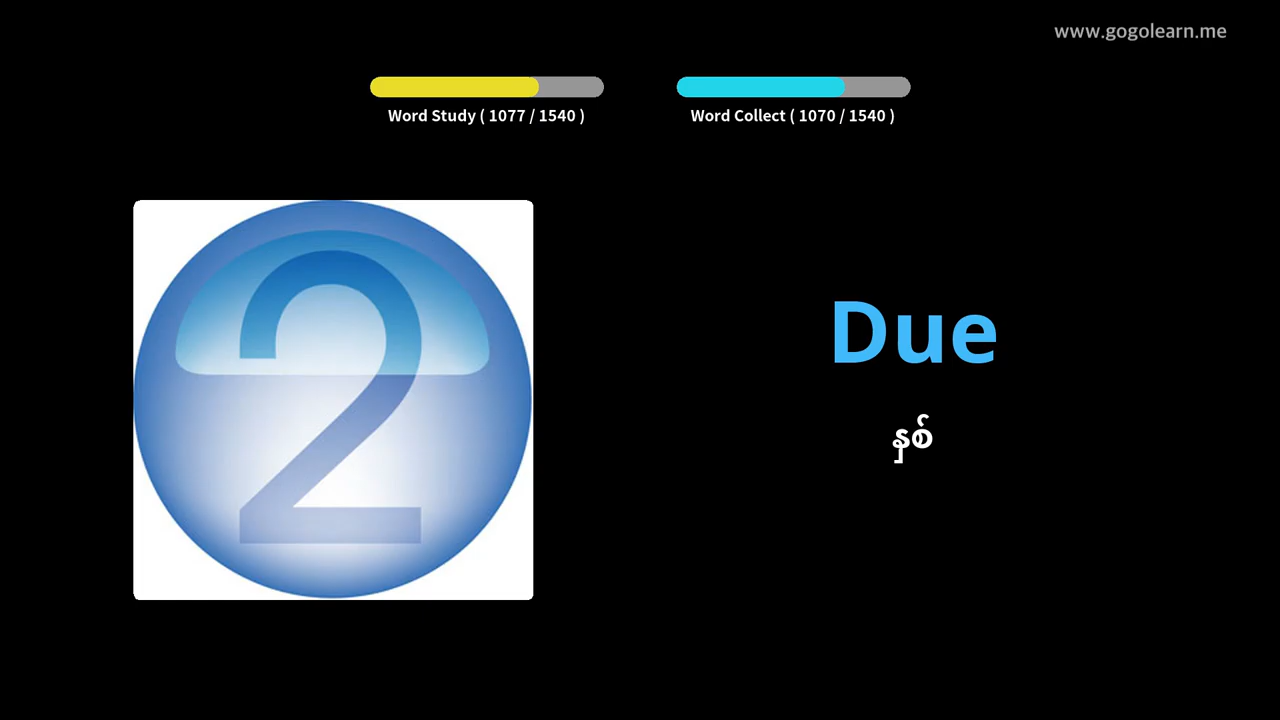 www.gogolearn.me
Word Study ( 1077 / 1540 )
Word Collect ( 1070 / 1540 )
2
Due
နှစ်